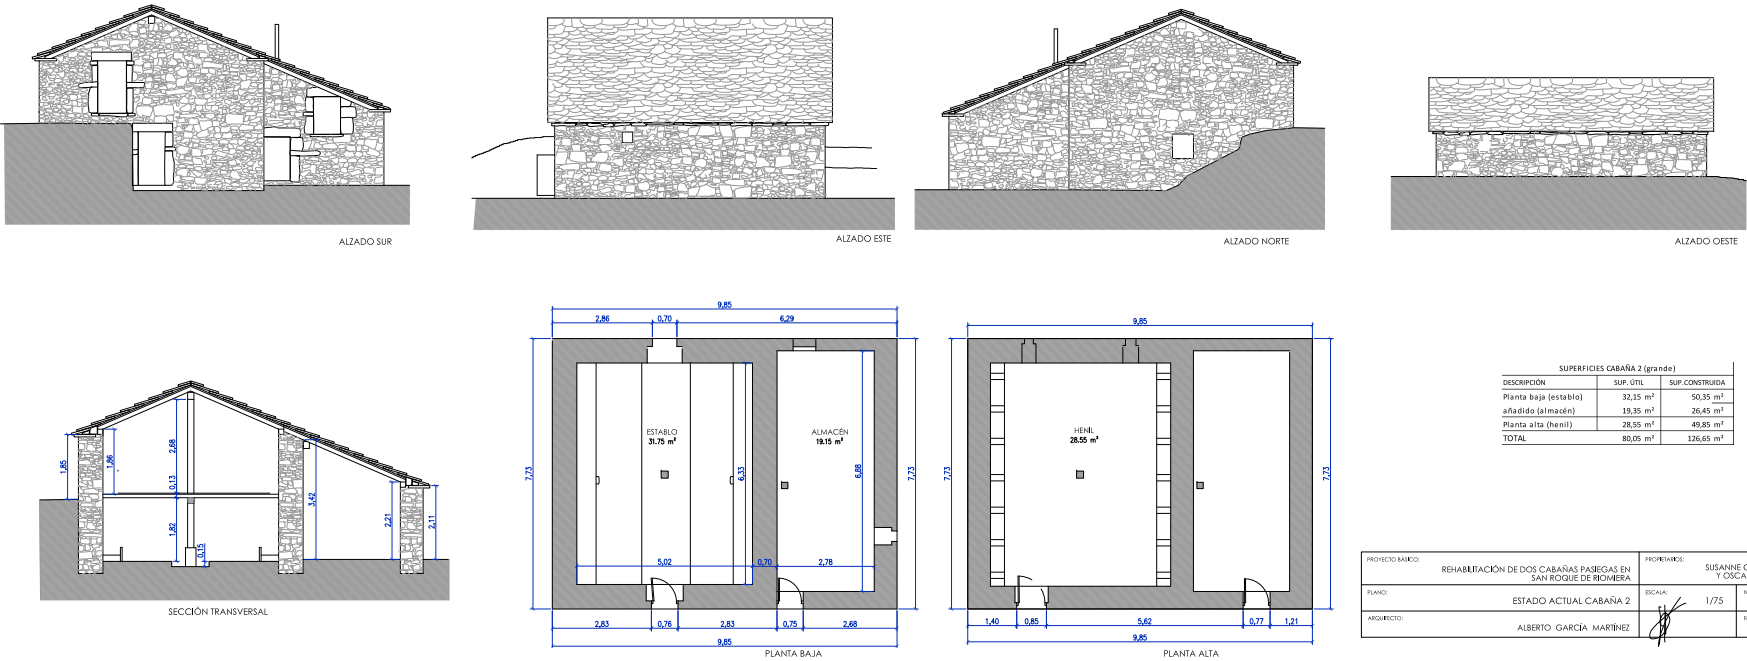 ALZADO SUR
ALZADO ESTE
ALZADO NORTE
ALZADO OESTE
1,85
1,86
2,68
0,13
1,82
0,15
3,42
2,21
2,11
SECCIÓN TRANSVERSAL
9,85
2,86 0,70 6,29
7,73
ESTABLO
31.75 m²
ALMACÉN
19.15 m²
6,33
6,88
7,73
5,02 0,70 2,78
2,83 0,76 2,83 0,75 2,68
9,85
PLANTA BAJA
9,85
7,73
HENIL
28.55 m²
7,73
1,40 0,85 5,62 0,77 1,21
9,85
PLANTA ALTA
SUPERFICIES CABAÑA 2 (grande)
DESCRIPCIÓN SUP. ÚTIL SUP.CONSTRUIDA
Planta baja (establo) 32,15 m² 50,35 m²
añadido (almacén) 19,35 m² 26,45 m²
Planta alta (henil) 28,55 m² 49,85 m²
TOTAL 80,05 m² 126,65 m²
PROYECTO BÁSICO: PROPIETARIOS:
REHABILITACIÓN DE DOS CABAÑAS PASIEGAS EN SUSANNE
SAN ROQUE DE RIOMIERA Y OSCA
PLANO: ESCALA:
ESTADO ACTUAL CABAÑA 2 1/75
ARQUITECTO:
ALBERTO GARCÍA MARTÍNEZ